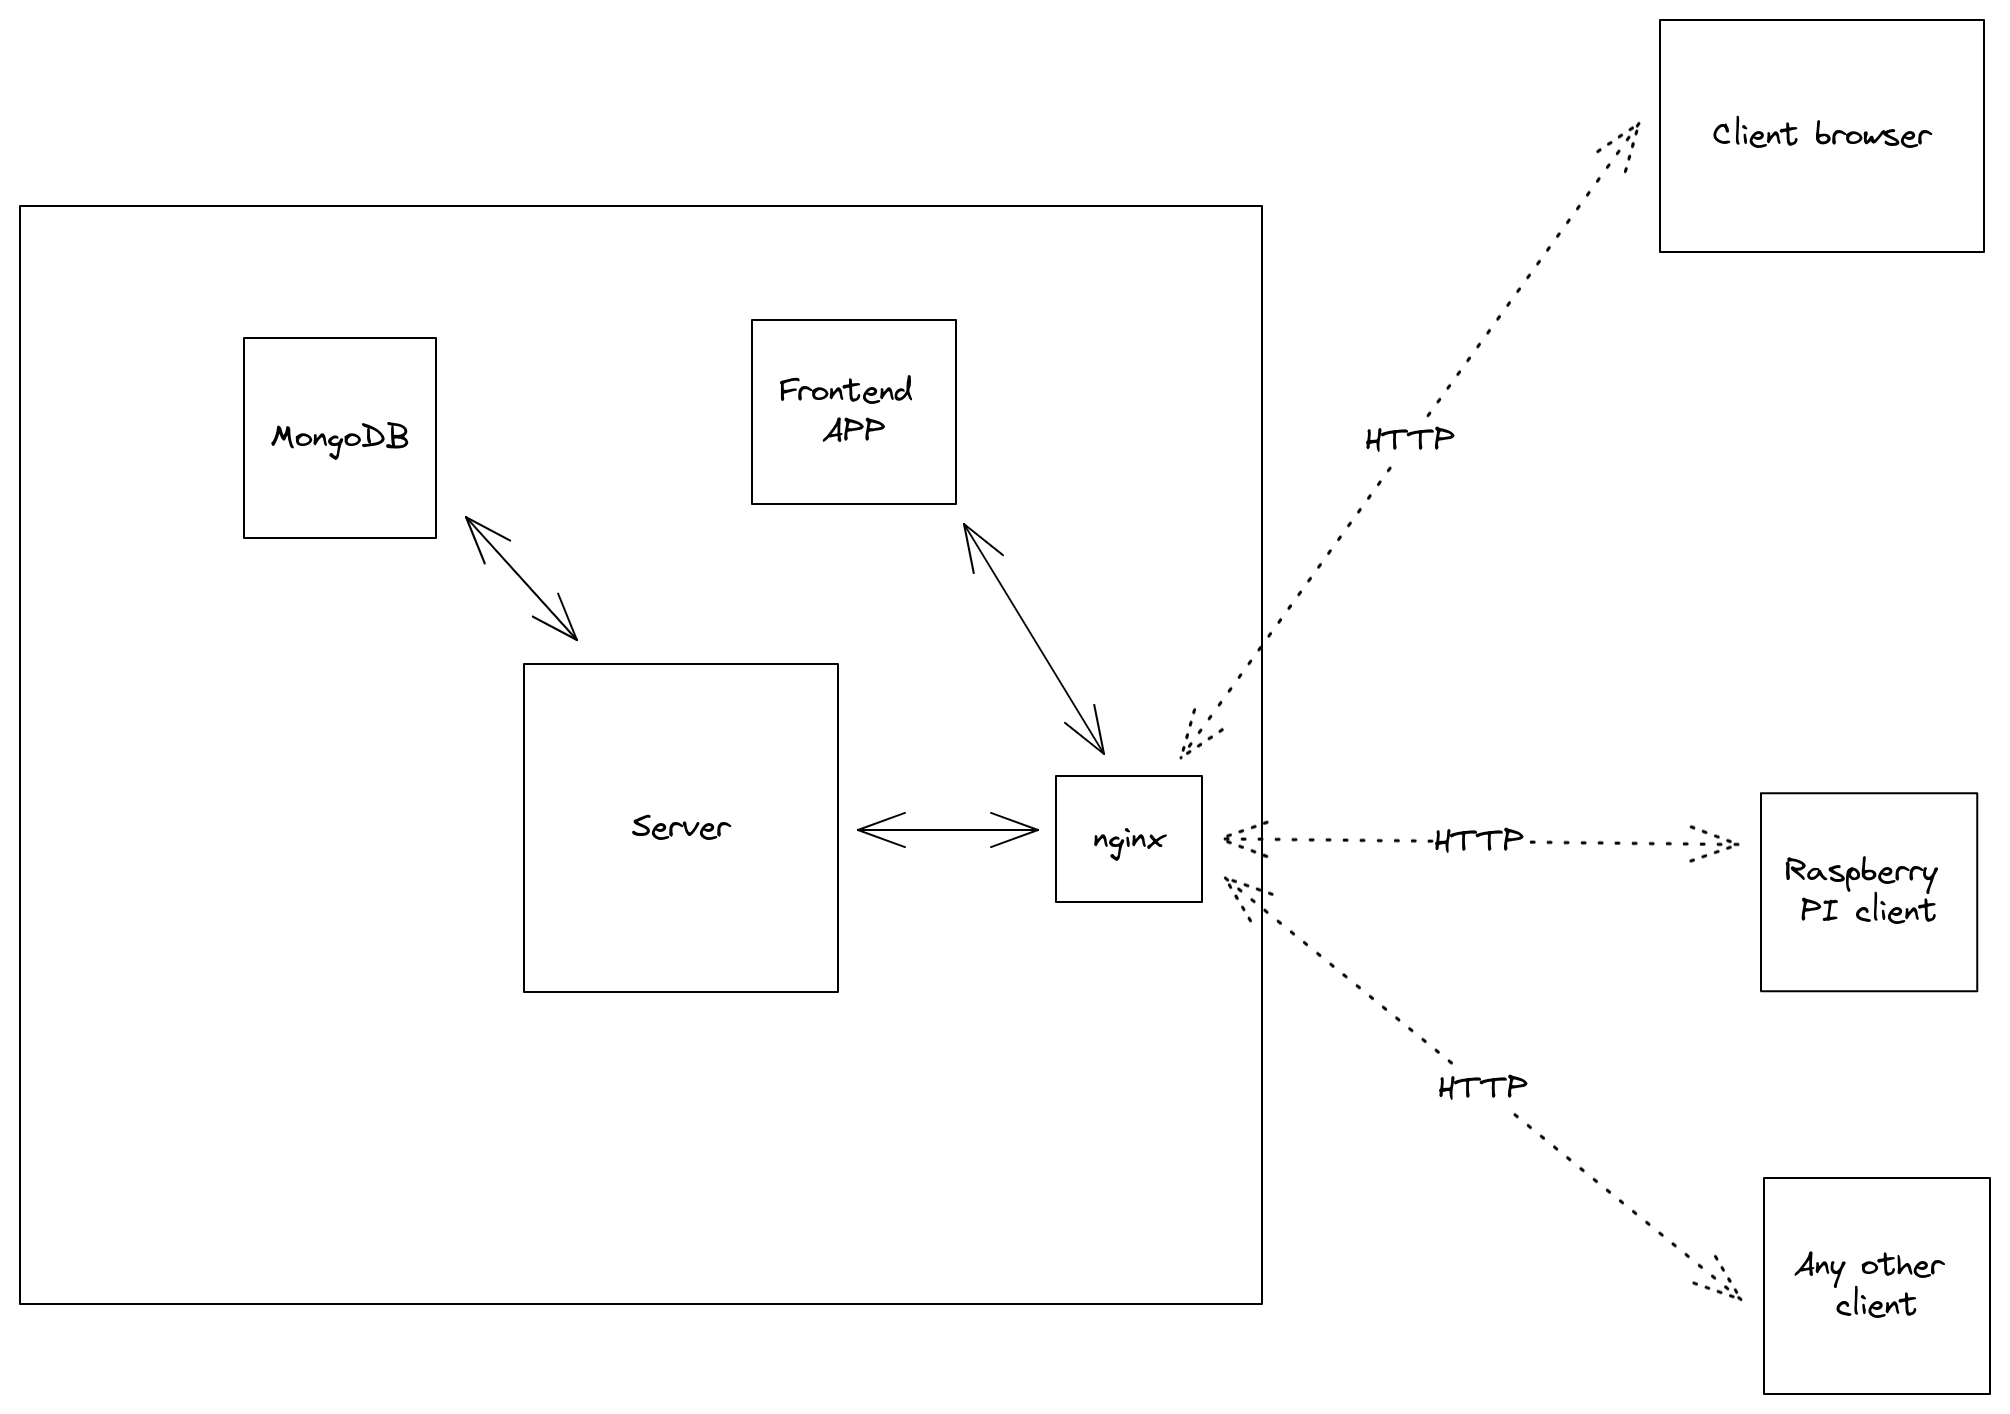 Client browser
MongoDB
Frontend
APP
HTTP
Server
nginx
HTTP
Raspberry
PI client
HTTP
Any other
client